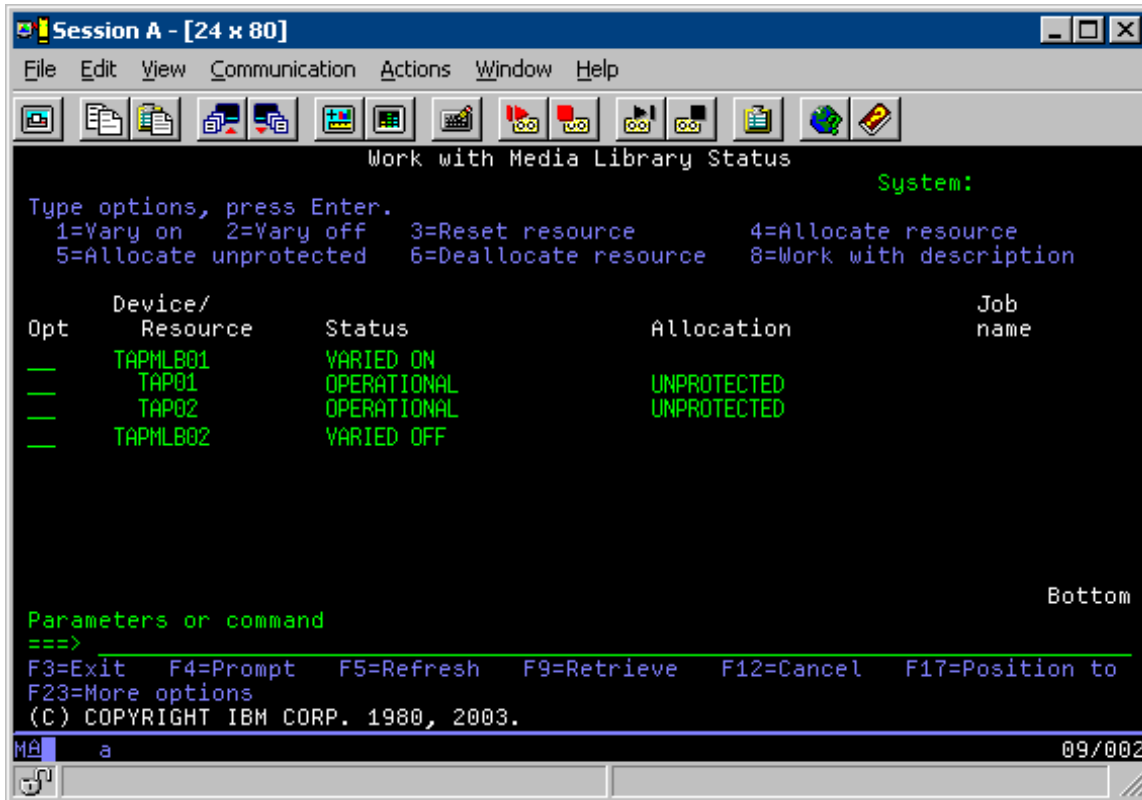 Session A - [24 x 80]
File Edit View Communication Actions Window Help
Work with Media Library Status
System:
Type options, press Enter.
1=Vary on 2=Vary off 3=Reset resource 4=Allocate resource
5=Allocate unprotected 6=Deallocate resource 8=Work with description
Device/ Job
Opt Resource Status Allocation name
TAPMLB01 VARIED ON
TAP01 OPERATIONAL UNPROTECTED
TAP02 OPERATIONAL UNPROTECTED
TAPMLB02 VARIED OFF
Bottom
Parameters or command
===>
F3=Exit F4=Prompt F5=Refresh F9=Retrieve F12=Cancel F17=Position to
F23=More options
(C) COPYRIGHT IBM CORP. 1980, 2003.
MA a 09/002